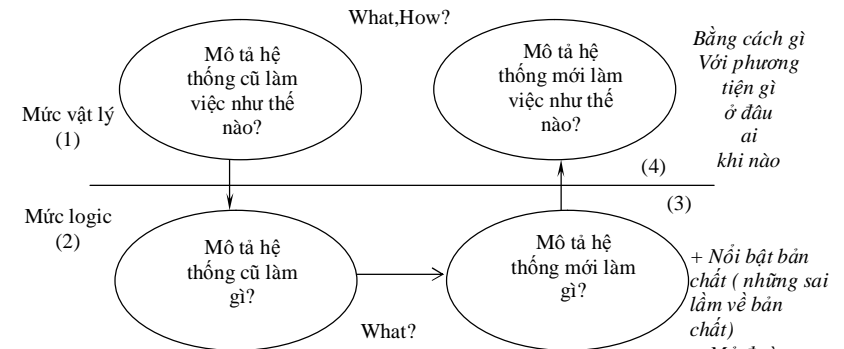 What,How?
Mô tả hệ
thống cũ làm
việc như thế
nào?
Mô tả hệ
thống mới làm
việc như thế
nào?
Bằng cách gì
Với phương
tiện gì
ở đâu
ai
khi nào
Mức vật lý
(1)
(4)
(3)
Mức logic
(2)
Mô tả hệ
thống cũ làm
gì?
Mô tả hệ
thống mới làm
gì?
+ Nổi bật bản
chất ( những sai
lầm về bản
chất)
What?